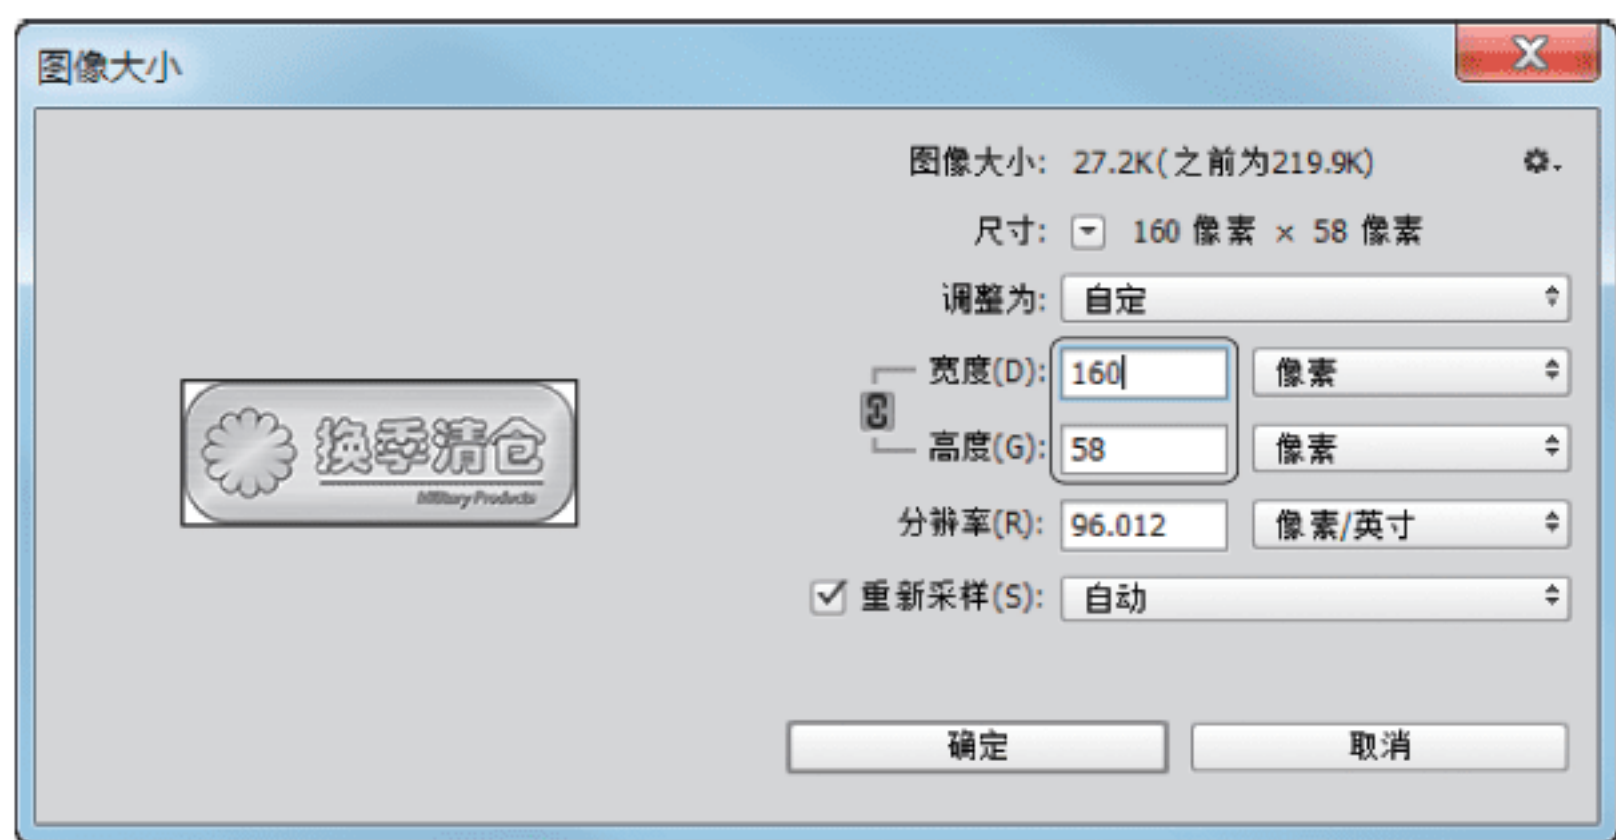 图像大小
图像大小: 27.2K(之前为219.9K)
尺寸: 160 像素 × 58 像素
调整为: 自定
宽度(D): 160 像素
高度(G): 58 像素
分辨率(R): 96.012 像素/英寸
重新采样(S): 自动
换季清仓
Military Products
确定 取消